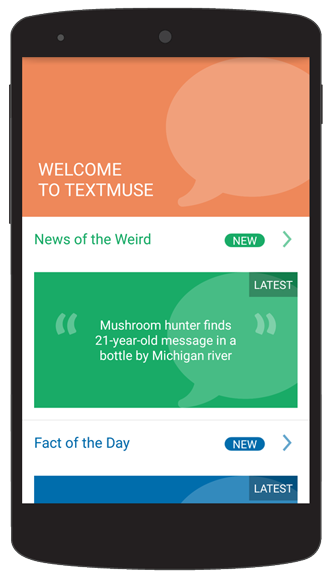 WELCOME
TO TEXTMUSE
News of the Weird NEW
LATEST
“ Mushroom hunter finds ”
21-year-old message in a
bottle by Michigan river
Fact of the Day NEW
LATEST